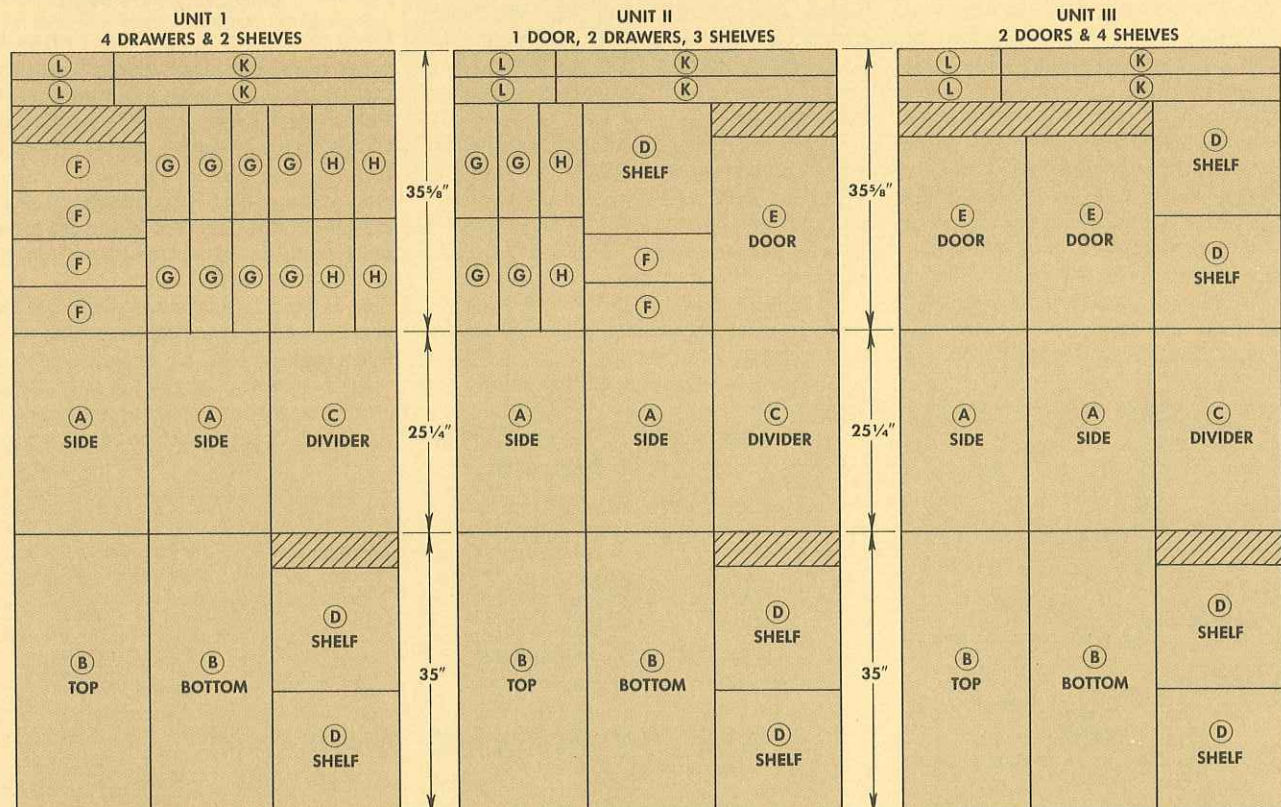 UNIT 1
4 DRAWERS & 2 SHELVES
L K
L K
G G G G H H
F
F
F
G G G G H H
F
A
SIDE
A
SIDE
C
DIVIDER
D
SHELF
B
TOP
B
BOTTOM
D
SHELF
35⅝"
25¼"
35"
UNIT II
1 DOOR, 2 DRAWERS, 3 SHELVES
L K
L K
G G H
D
SHELF
E
DOOR
G G H
F
F
A
SIDE
A
SIDE
C
DIVIDER
D
SHELF
B
TOP
B
BOTTOM
D
SHELF
35⅝"
25¼"
35"
UNIT III
2 DOORS & 4 SHELVES
L K
L K
D
SHELF
E
DOOR
E
DOOR
D
SHELF
A
SIDE
A
SIDE
C
DIVIDER
D
SHELF
B
TOP
B
BOTTOM
D
SHELF